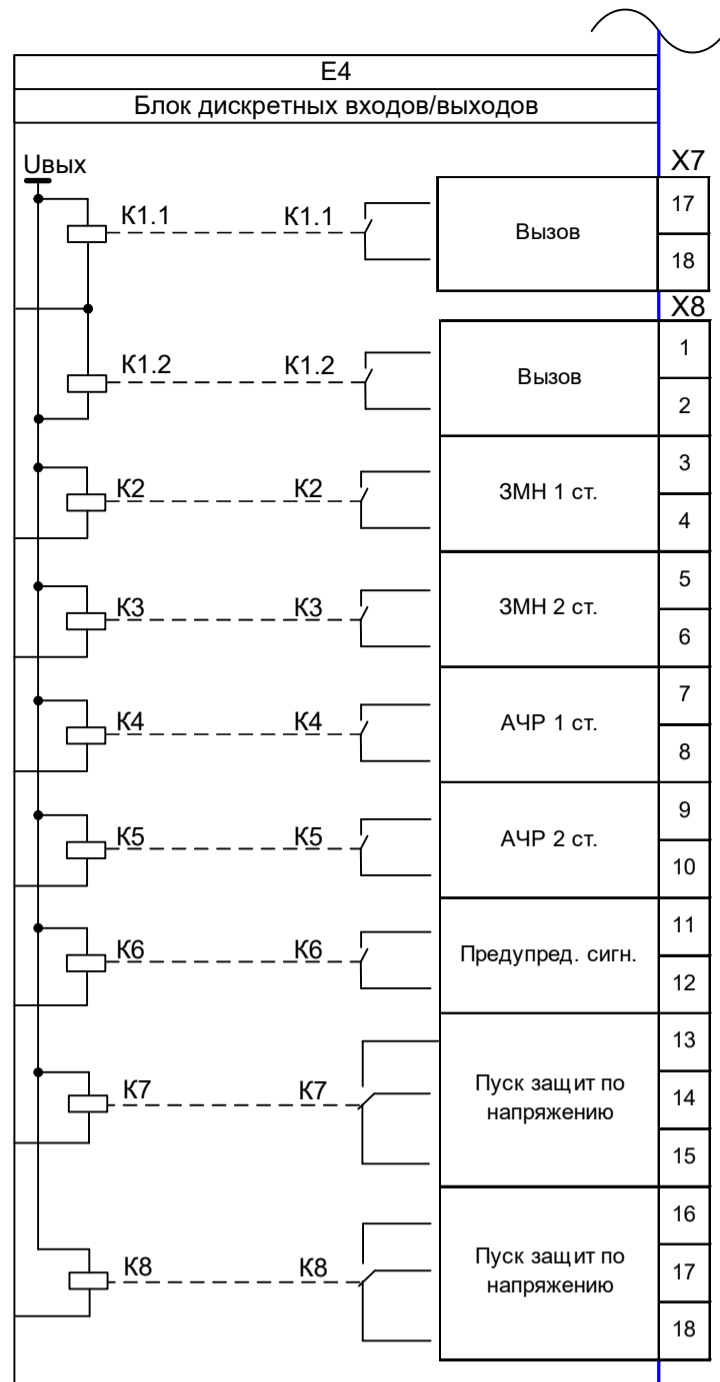 E4
Блок дискретных входов/выходов
Uвых
X7
K1.1 K1.1 Вызов 17
18
X8
K1.2 K1.2 Вызов 1
2
K2 K2 ЗМН 1 ст. 3
4
K3 K3 ЗМН 2 ст. 5
6
K4 K4 АЧР 1 ст. 7
8
K5 K5 АЧР 2 ст. 9
10
K6 K6 Предупред. сигн. 11
12
13
K7 K7 Пуск защит по
напряжению 14
15
16
K8 K8 Пуск защит по
напряжению 17
18